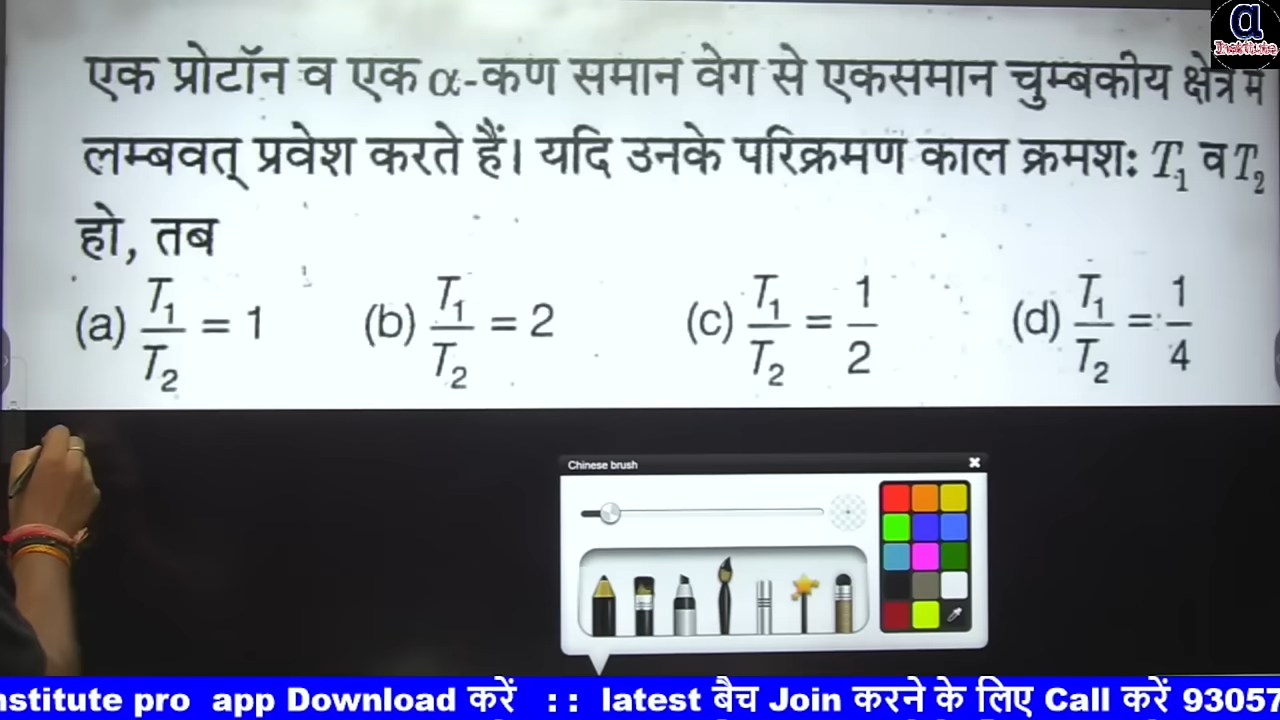 α
Institute
एक प्रोटॉन व एक α-कण समान वेग से एकसमान चुम्बकीय क्षेत्र में
लम्बवत् प्रवेश करते हैं। यदि उनके परिक्रमण काल क्रमशः T₁ व T₂
हो, तब
(a) T₁/T₂ = 1 (b) T₁/T₂ = 2 (c) T₁/T₂ = 1/2 (d) T₁/T₂ = 1/4
Chinese brush
nstitute pro app Download करें :: latest बैच Join करने के लिए Call करें 93057